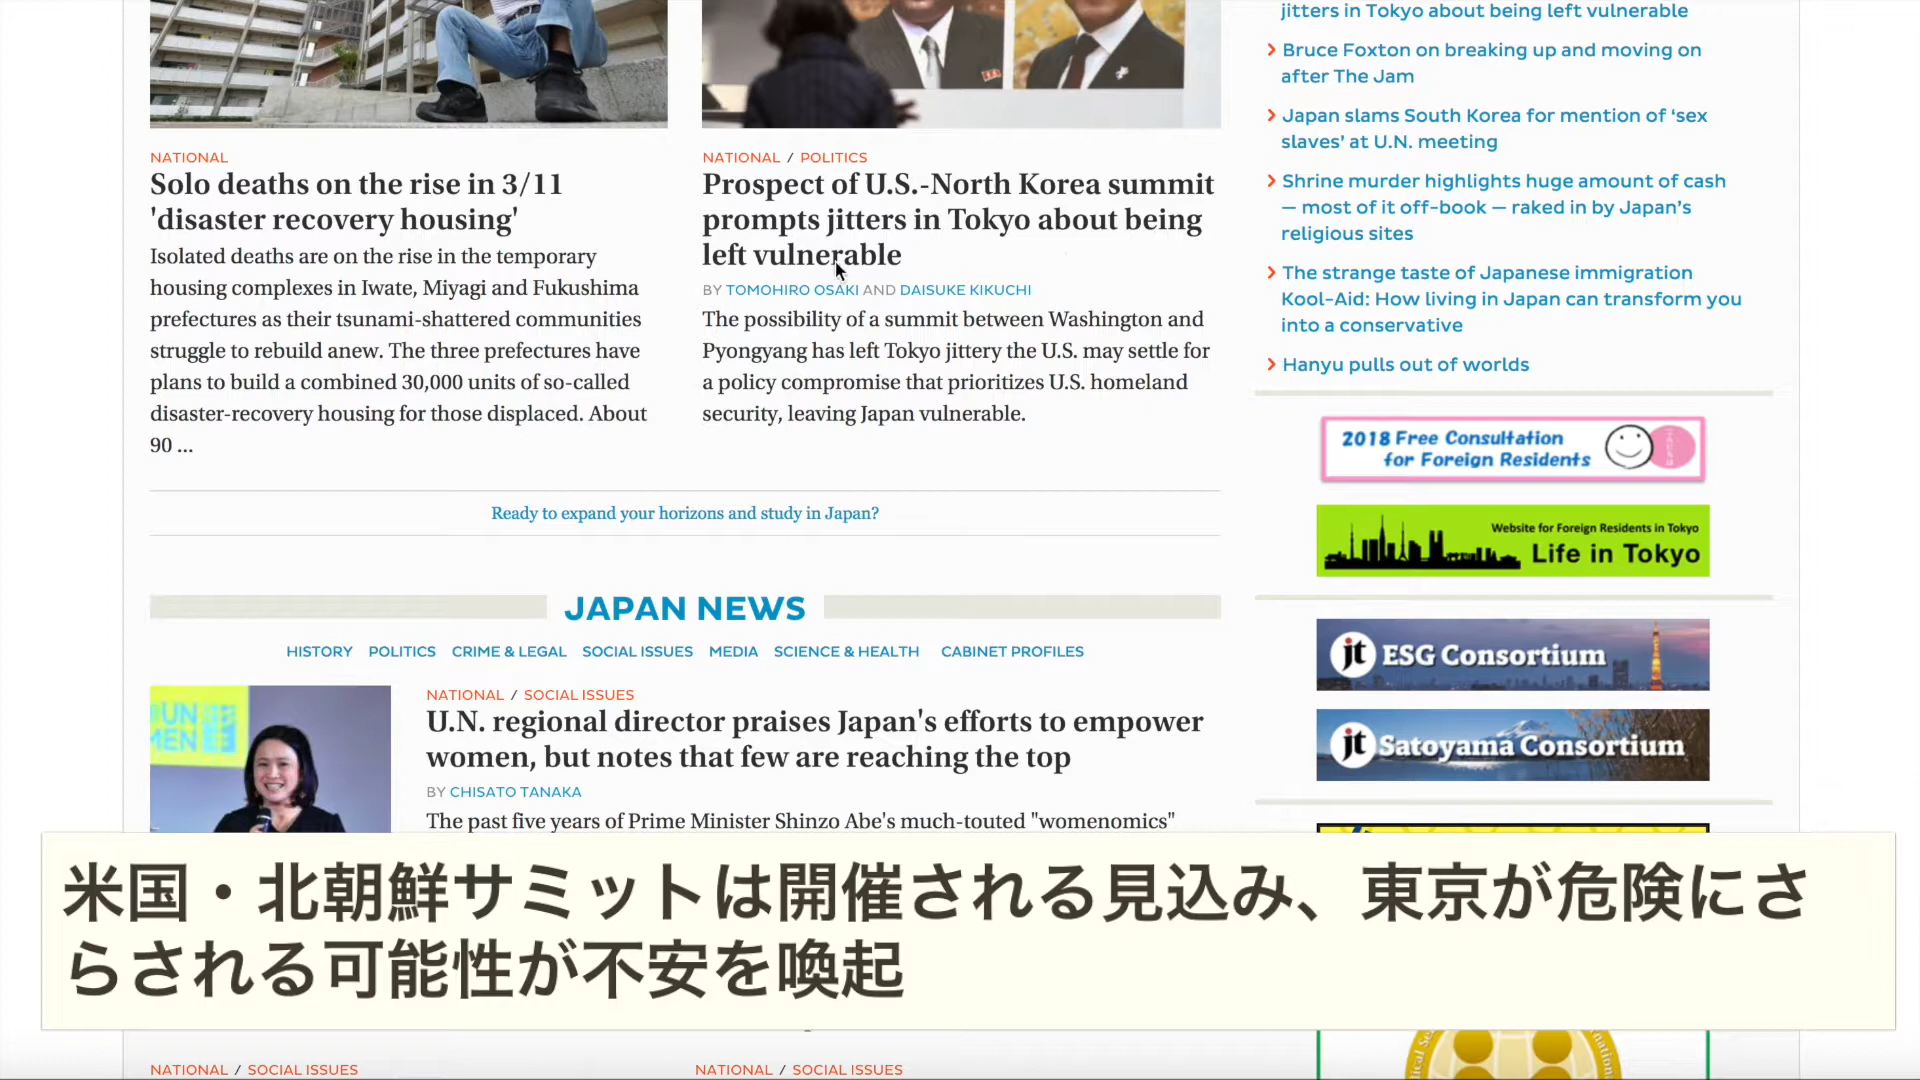 NATIONAL
Solo deaths on the rise in 3/11
'disaster recovery housing'
Isolated deaths are on the rise in the temporary
housing complexes in Iwate, Miyagi and Fukushima
prefectures as their tsunami-shattered communities
struggle to rebuild anew. The three prefectures have
plans to build a combined 30,000 units of so-called
disaster-recovery housing for those displaced. About
90 ...
NATIONAL / POLITICS
Prospect of U.S.-North Korea summit
prompts jitters in Tokyo about being
left vulnerable
BY TOMOHIRO OSAKI AND DAISUKE KIKUCHI
The possibility of a summit between Washington and
Pyongyang has left Tokyo jittery the U.S. may settle for
a policy compromise that prioritizes U.S. homeland
security, leaving Japan vulnerable.
Ready to expand your horizons and study in Japan?
JAPAN NEWS
HISTORY POLITICS CRIME & LEGAL SOCIAL ISSUES MEDIA SCIENCE & HEALTH CABINET PROFILES
UN
MEN
NATIONAL / SOCIAL ISSUES
U.N. regional director praises Japan's efforts to empower
women, but notes that few are reaching the top
BY CHISATO TANAKA
The past five years of Prime Minister Shinzo Abe's much-touted "womenomics"
jitters in Tokyo about being left vulnerable
Bruce Foxton on breaking up and moving on
after The Jam
Japan slams South Korea for mention of ‘sex
slaves’ at U.N. meeting
Shrine murder highlights huge amount of cash
— most of it off-book — raked in by Japan’s
religious sites
The strange taste of Japanese immigration
Kool-Aid: How living in Japan can transform you
into a conservative
Hanyu pulls out of worlds
2018 Free Consultation
for Foreign Residents
Website for Foreign Residents in Tokyo
Life in Tokyo
jt ESG Consortium
jt Satoyama Consortium
米国・北朝鮮サミットは開催される見込み、東京が危険にさ
らされる可能性が不安を喚起
NATIONAL / SOCIAL ISSUES
NATIONAL / SOCIAL ISSUES